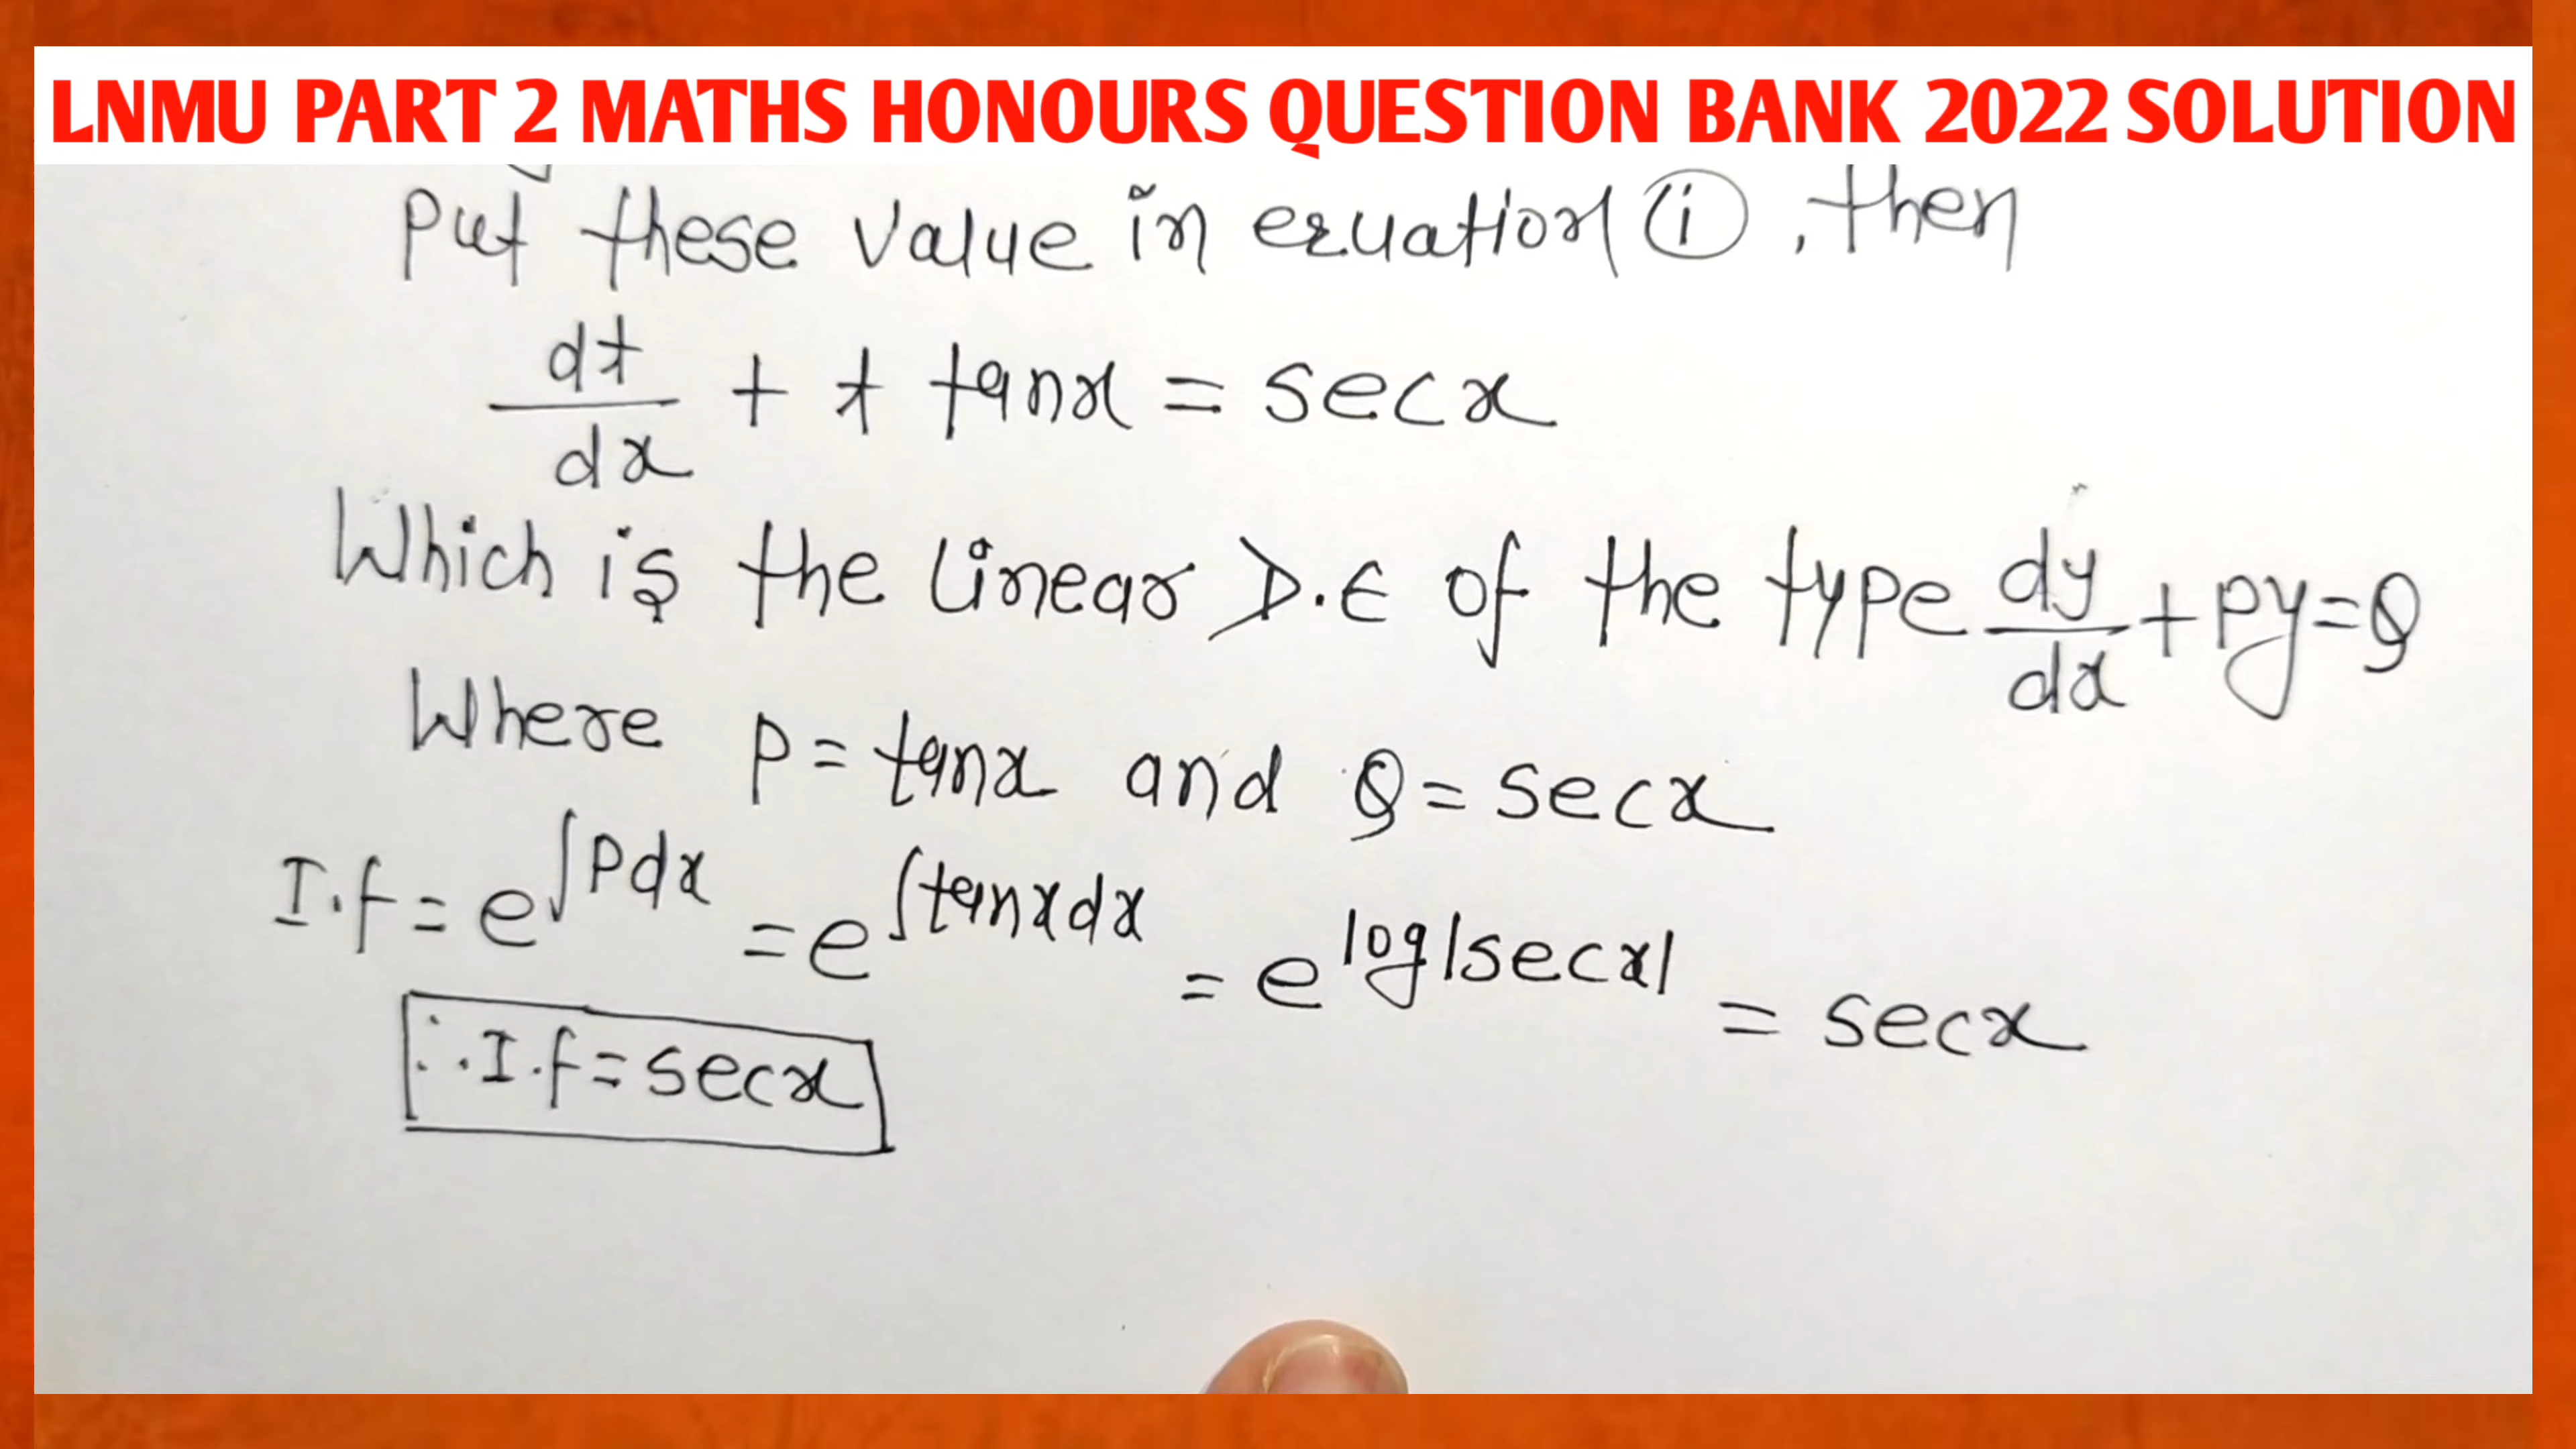 LNMU PART 2 MATHS HONOURS QUESTION BANK 2022 SOLUTION
Put these value in equation (i), then
dt/dx + t tanx = secx
Which is the linear D.E of the type dy/dx + Py = Q
Where P = tanx and Q = secx
I.f = e^∫Pdx = e^∫tanxdx = e^log|secx| = secx
∴ I.f = secx